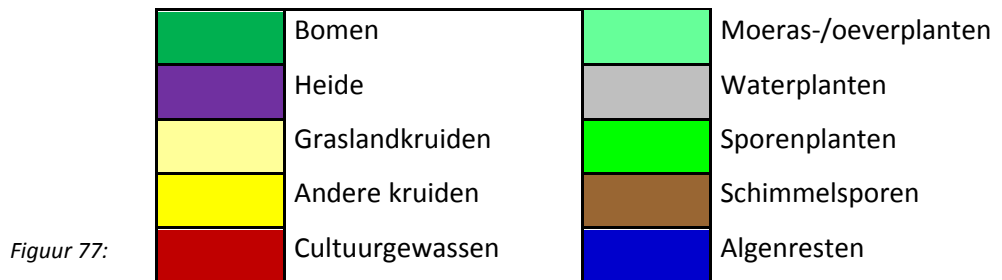 Bomen Moeras-/oeverplanten
Heide Waterplanten
Graslandkruiden Sporenplanten
Andere kruiden Schimmelsporen
Figuur 77: Cultuurgewassen Algenresten